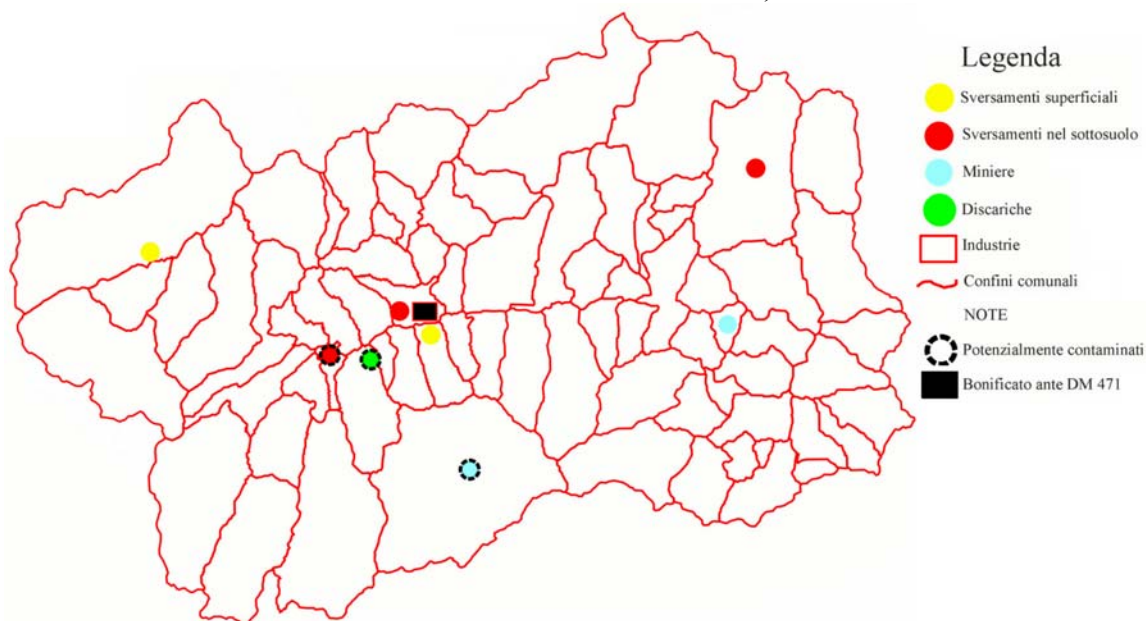 Legenda
Sversamenti superficiali
Sversamenti nel sottosuolo
Miniere
Discariche
Industrie
Confini comunali
NOTE
Potenzialmente contaminati
Bonificato ante DM 471